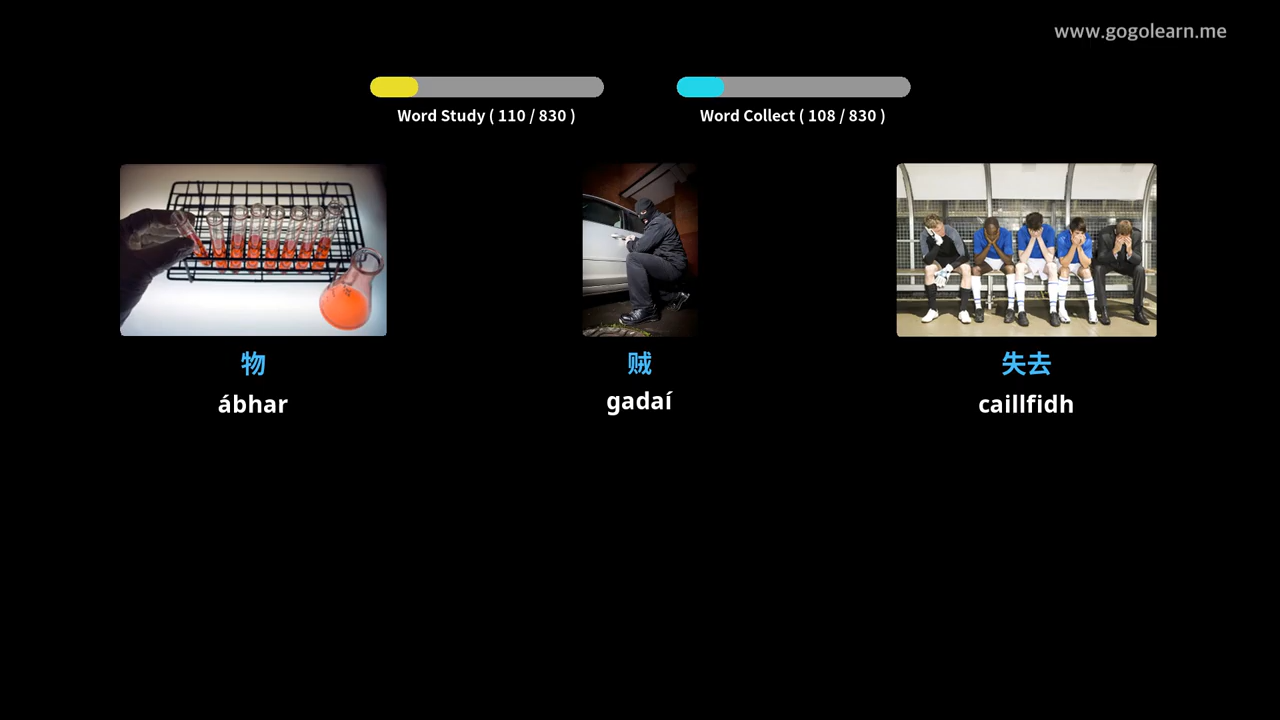 www.gogolearn.me
Word Study ( 110 / 830 )
Word Collect ( 108 / 830 )
物
贼
失去
ábhar
gadaí
caillfidh